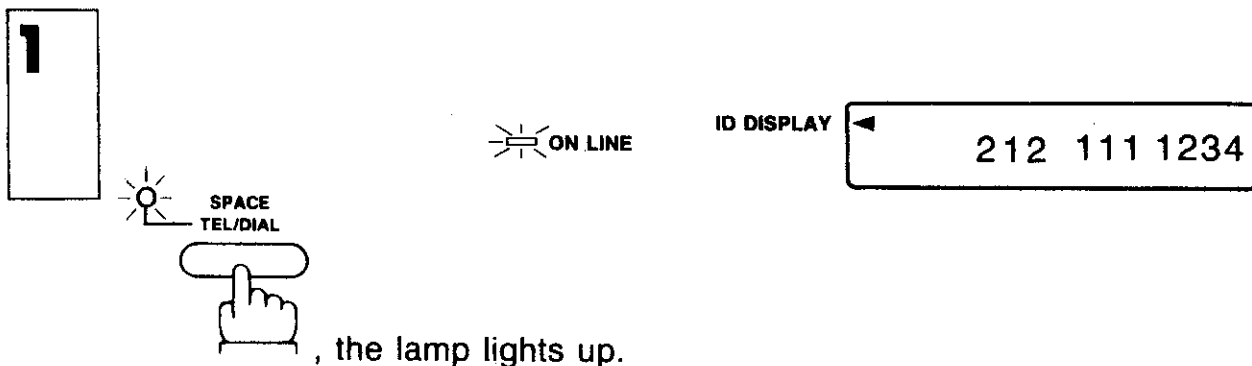 1
ON LINE
ID DISPLAY
212 111 1234
SPACE
TEL/DIAL
, the lamp lights up.